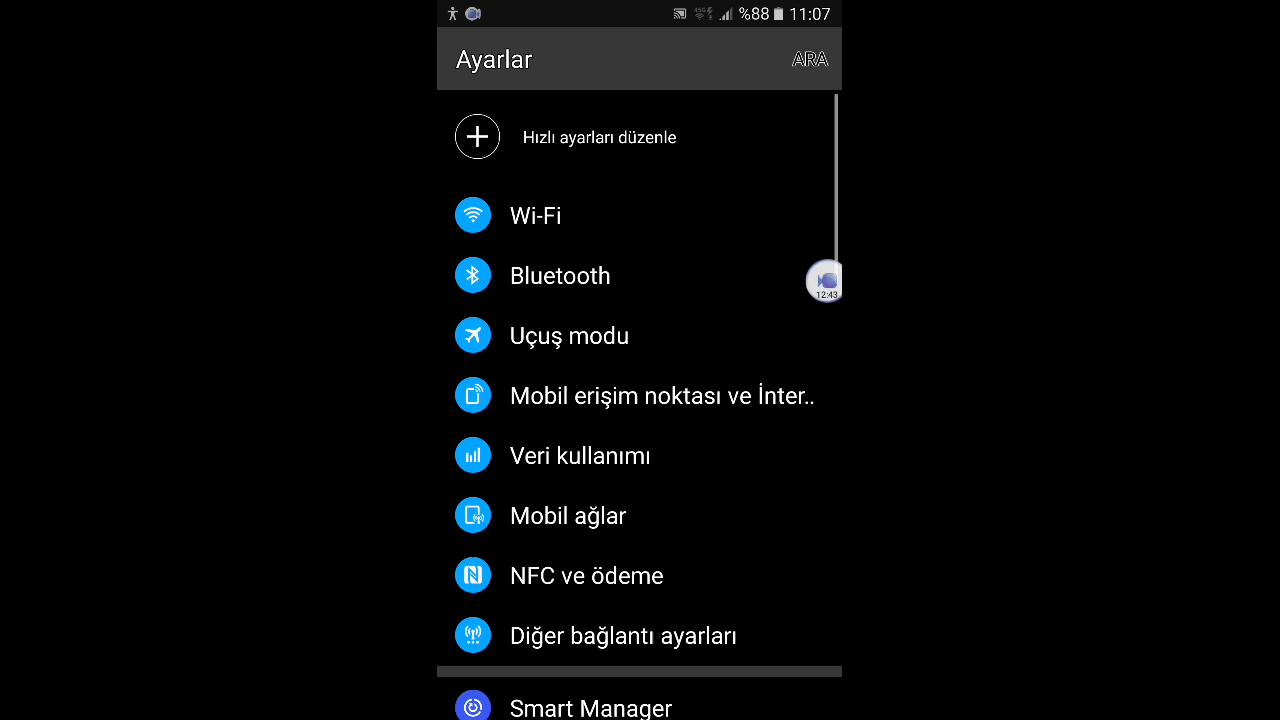 %88 11:07
Ayarlar ARA
Hızlı ayarları düzenle
Wi-Fi
Bluetooth
12:43
Uçuş modu
Mobil erişim noktası ve İnter..
Veri kullanımı
Mobil ağlar
NFC ve ödeme
Diğer bağlantı ayarları
Smart Manager